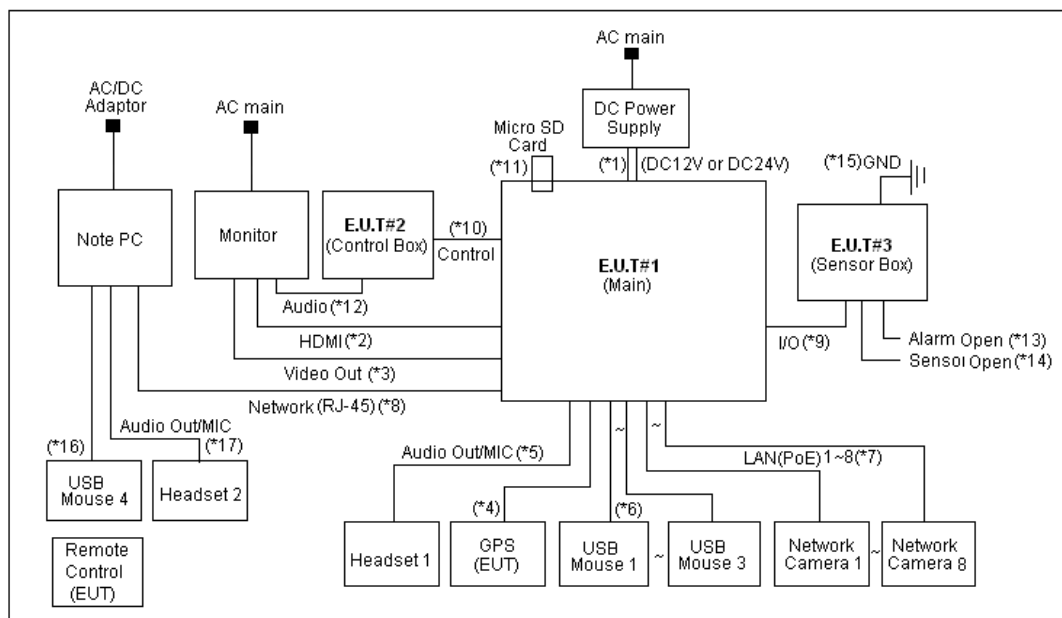 AC main
AC/DC
Adaptor
AC main
DC Power
Supply
Micro SD
Card
(*11)
(*1)
(DC12V or DC24V)
(*15)GND
Note PC
Monitor
E.U.T#2
(Control Box)
(*10)
Control
E.U.T#1
(Main)
E.U.T#3
(Sensor Box)
Audio (*12)
HDMI (*2)
I/O (*9)
Alarm Open (*13)
Sensor Open (*14)
Video Out (*3)
Network (RJ-45) (*8)
Audio Out/MIC
(*16)
(*17)
Audio Out/MIC (*5)
~
~
LAN(PoE) 1~8(*7)
USB
Mouse 4
Headset 2
(*4)
(*6)
Remote
Control
(EUT)
Headset 1
GPS
(EUT)
USB
Mouse 1
~
USB
Mouse 3
Network
Camera 1
~
Network
Camera 8